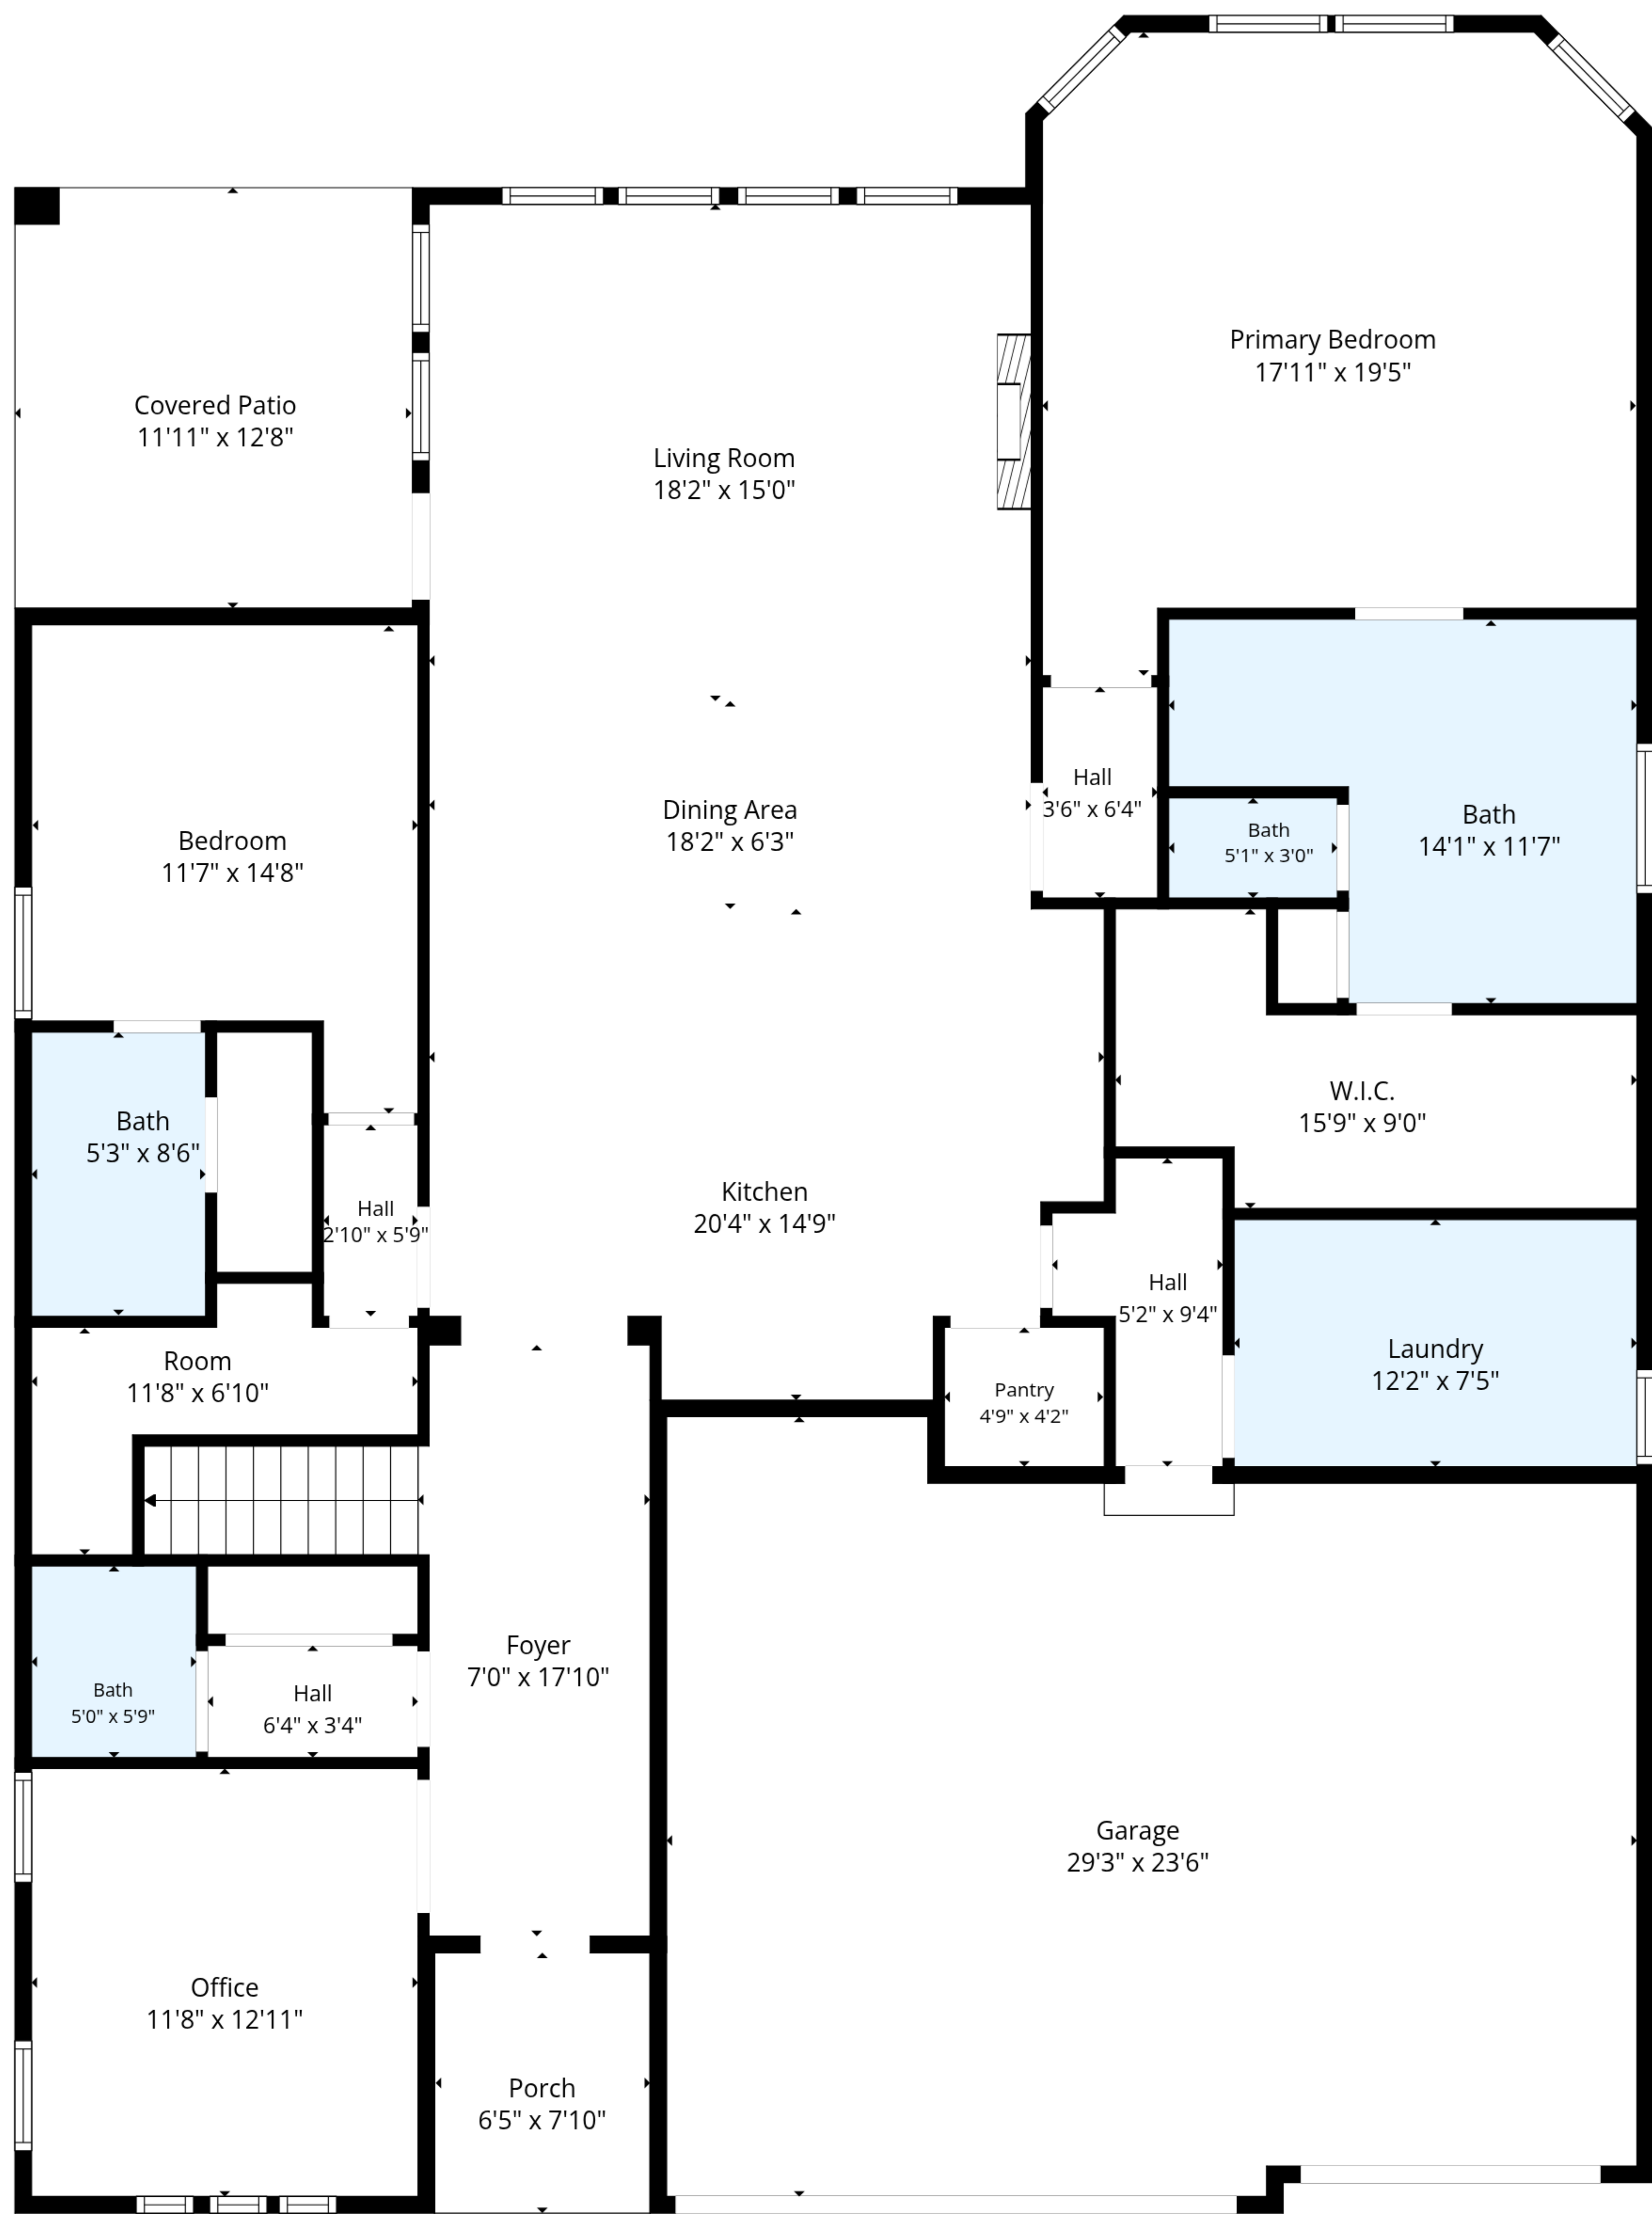 Primary Bedroom
17'11" x 19'5"
Covered Patio
11'11" x 12'8"
Living Room
18'2" x 15'0"
Hall
3'6" x 6'4"
Dining Area
18'2" x 6'3"
Bath
5'1" x 3'0"
Bath
14'1" x 11'7"
Bedroom
11'7" x 14'8"
W.I.C.
15'9" x 9'0"
Bath
5'3" x 8'6"
Hall
2'10" x 5'9"
Kitchen
20'4" x 14'9"
Hall
5'2" x 9'4"
Room
11'8" x 6'10"
Pantry
4'9" x 4'2"
Laundry
12'2" x 7'5"
Foyer
7'0" x 17'10"
Bath
5'0" x 5'9"
Hall
6'4" x 3'4"
Garage
29'3" x 23'6"
Office
11'8" x 12'11"
Porch
6'5" x 7'10"